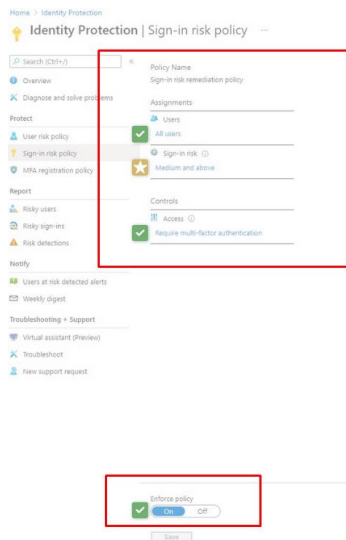 Home > Identity Protection
Identity Protection | Sign-in risk policy ...
Search (Ctrl+/)
«
Overview
Diagnose and solve problems
Protect
User risk policy
Sign-in risk policy
MFA registration policy
Report
Risky users
Risky sign-ins
Risk detections
Notify
Users at risk detected alerts
Weekly digest
Troubleshooting + Support
Virtual assistant (Preview)
Troubleshoot
New support request
Policy Name
Sign-in risk remediation policy
Assignments
Users
All users
Sign-in risk
Medium and above
Controls
Access
Require multi-factor authentication
Enforce policy
On Off
Save